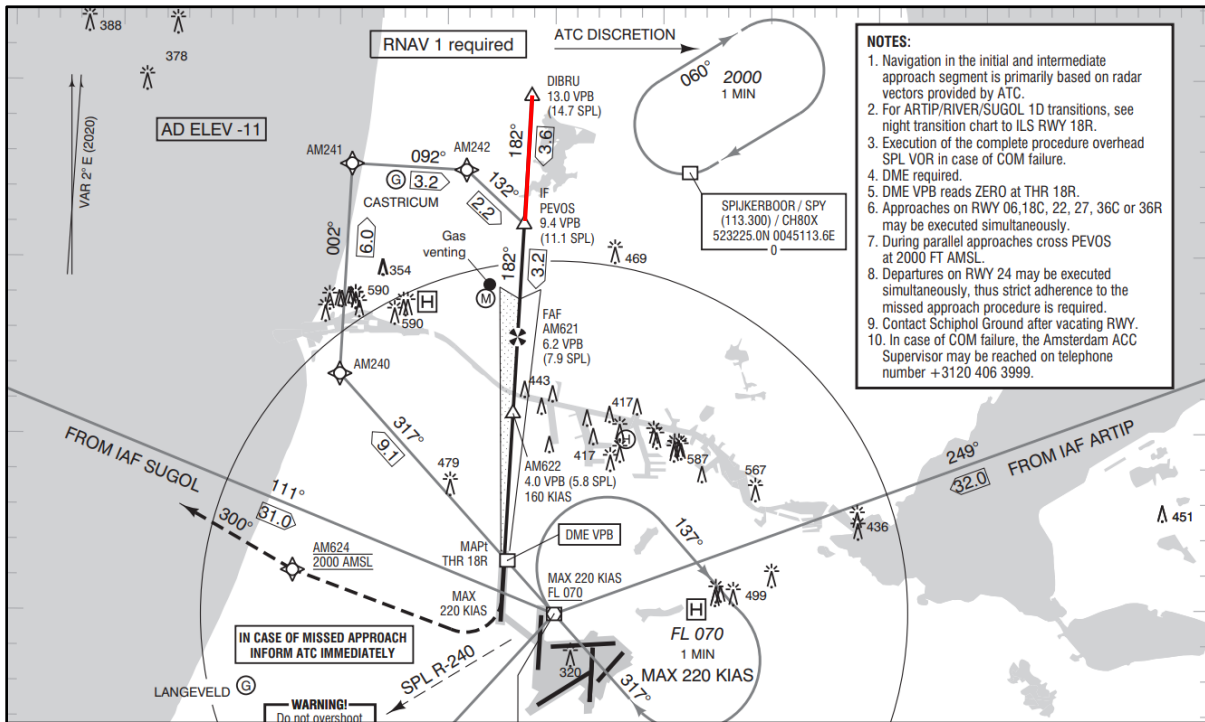 388
378
RNAV 1 required
ATC DISCRETION
060°
2000
1 MIN
VAR 2° E (2020)
AD ELEV -11
DIBRU
13.0 VPB
(14.7 SPL)
182°
3.6
AM241
092°
AM242
G
3.2
CASTRICUM
132°
2.2
IF
PEVOS
9.4 VPB
(11.1 SPL)
SPIJKERBOOR / SPY
(113.300) / CH80X
523225.0N 0045113.6E
0
002°
6.0
Gas
venting
M
182°
3.2
469
354
590
H
590
FAF
AM621
6.2 VPB
(7.9 SPL)
AM240
443
417
H
417
587
567
436
451
317°
9.1
479
AM622
4.0 VPB (5.8 SPL)
160 KIAS
FROM IAF SUGOL
111°
31.0
300°
249°
32.0
FROM IAF ARTIP
AM624
2000 AMSL
MAPt
THR 18R
DME VPB
137°
MAX 220 KIAS
FL 070
MAX
220 KIAS
499
H
FL 070
1 MIN
MAX 220 KIAS
317°
320
IN CASE OF MISSED APPROACH
INFORM ATC IMMEDIATELY
SPL R-240
LANGEVELD
G
WARNING!
Do not overshoot
NOTES:
1. Navigation in the initial and intermediate
approach segment is primarily based on radar
vectors provided by ATC.
2. For ARTIP/RIVER/SUGOL 1D transitions, see
night transition chart to ILS RWY 18R.
3. Execution of the complete procedure overhead
SPL VOR in case of COM failure.
4. DME required.
5. DME VPB reads ZERO at THR 18R.
6. Approaches on RWY 06,18C, 22, 27, 36C or 36R
may be executed simultaneously.
7. During parallel approaches cross PEVOS
at 2000 FT AMSL.
8. Departures on RWY 24 may be executed
simultaneously, thus strict adherence to the
missed approach procedure is required.
9. Contact Schiphol Ground after vacating RWY.
10. In case of COM failure, the Amsterdam ACC
Supervisor may be reached on telephone
number +3120 406 3999.